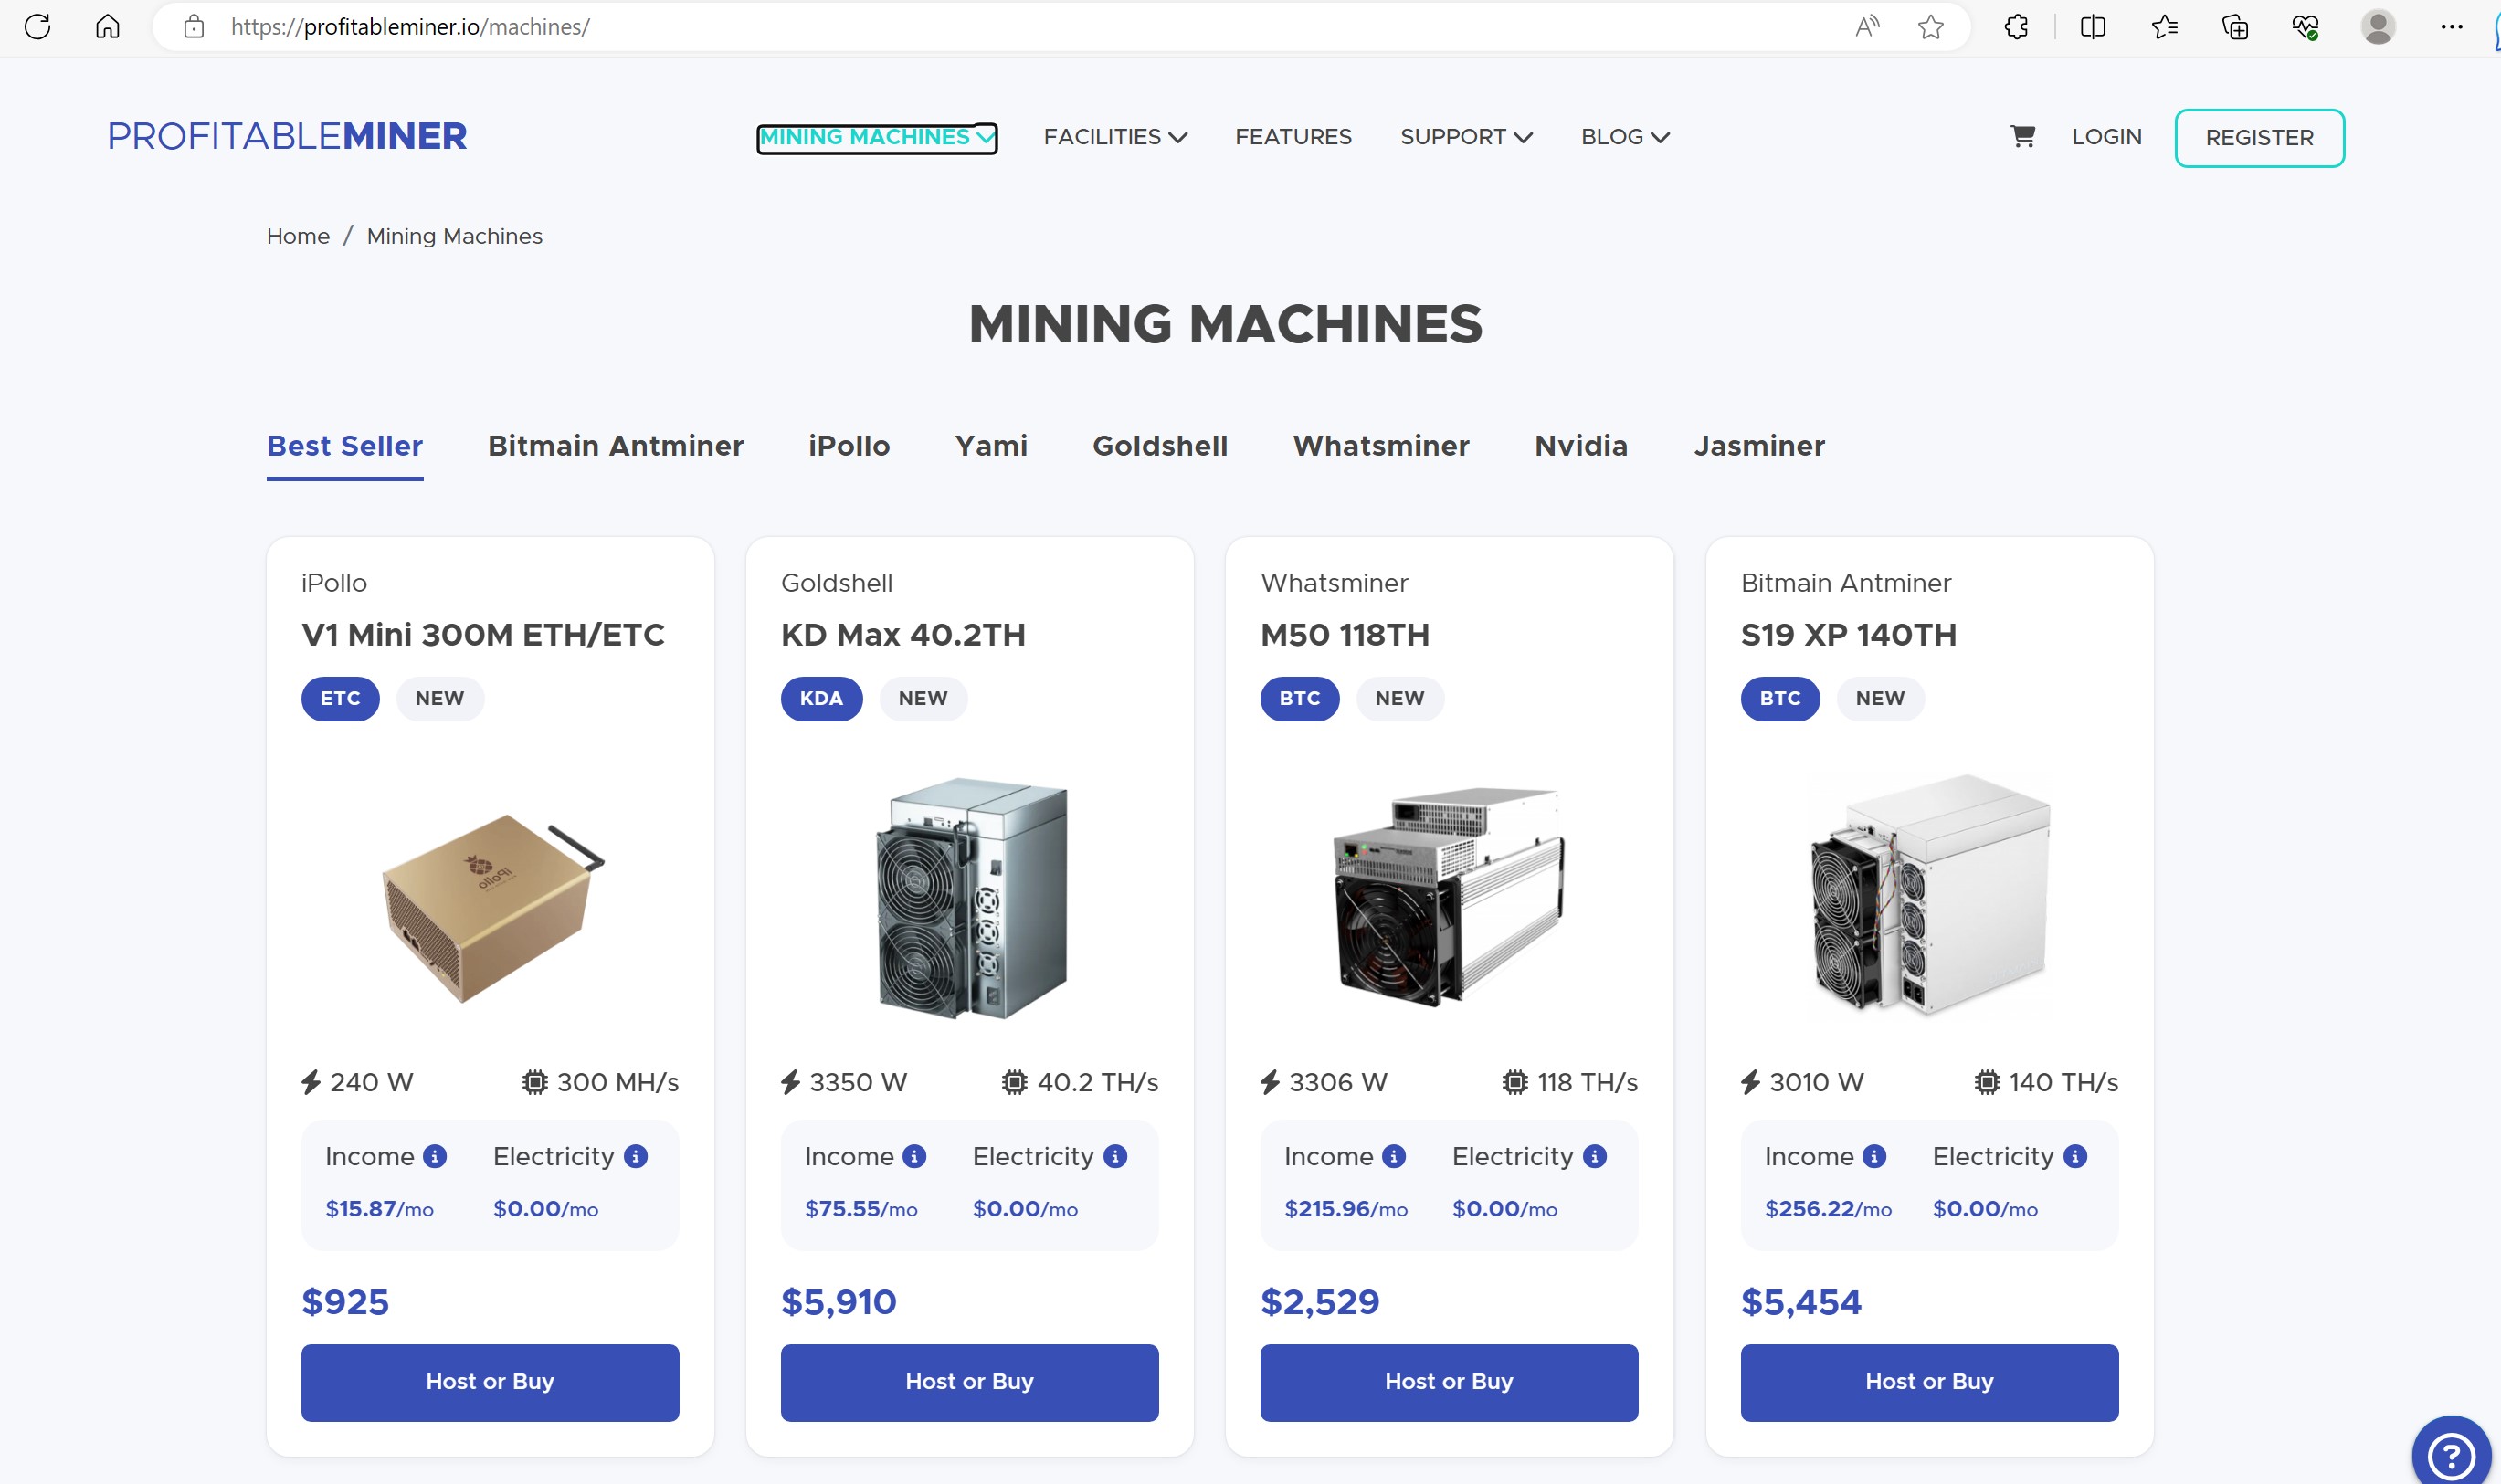 https://profitableminer.io/machines/
PROFITABLEMINER
MINING MACHINES
FACILITIES
FEATURES
SUPPORT
BLOG
LOGIN
REGISTER
Home / Mining Machines
MINING MACHINES
Best Seller
Bitmain Antminer
iPollo
Yami
Goldshell
Whatsminer
Nvidia
Jasminer
iPollo
V1 Mini 300M ETH/ETC
ETC NEW
iPollo
240 W 300 MH/s
Income Electricity
$15.87/mo $0.00/mo
$925
Host or Buy
Goldshell
KD Max 40.2TH
KDA NEW
3350 W 40.2 TH/s
Income Electricity
$75.55/mo $0.00/mo
$5,910
Host or Buy
Whatsminer
M50 118TH
BTC NEW
3306 W 118 TH/s
Income Electricity
$215.96/mo $0.00/mo
$2,529
Host or Buy
Bitmain Antminer
S19 XP 140TH
BTC NEW
3010 W 140 TH/s
Income Electricity
$256.22/mo $0.00/mo
$5,454
Host or Buy
?